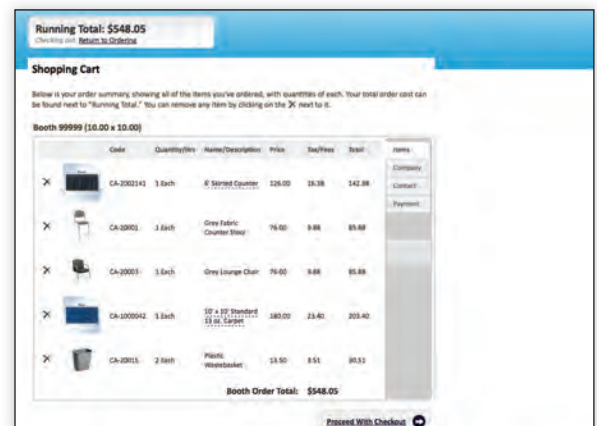 Running Total: $548.05
Checking out. Return to Ordering
Shopping Cart
Below is your order summary, showing all of the items you've ordered, with quantities of each. Your total order cost can
be found next to "Running Total." You can remove any item by clicking on the X next to it.
Booth 99999 (10.00 x 10.00)
Code Quantity/Hrs Name/Description Price Tax/Fees Total
Items
Company
Contact
Payment
CA-2002141 1 Each 6' Skirted Counter 126.00 16.38 142.38
CA-20001 1 Each Grey Fabric
Counter Stool 76.00 9.88 85.88
CA-20003 1 Each Grey Lounge Chair 76.00 9.88 85.88
CA-1000042 1 Each 10' x 10' Standard
13 oz. Carpet 180.00 23.40 203.40
CA-20015 2 Each Plastic
Wastebasket 13.50 3.51 30.51
Booth Order Total: $548.05
Proceed With Checkout